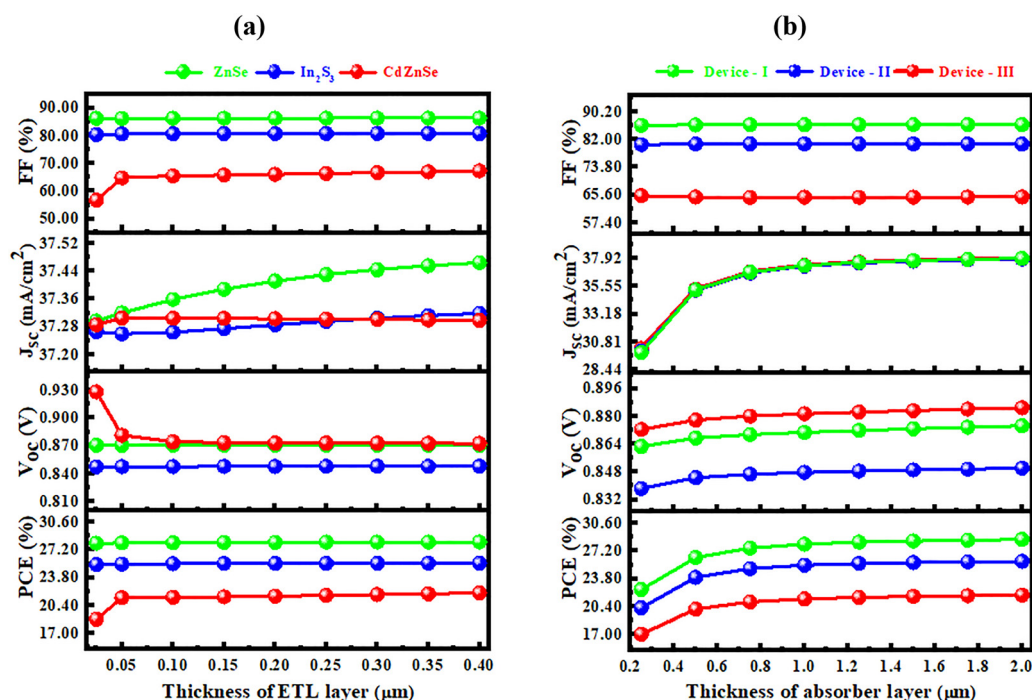 (a)
ZnSe In2S3 CdZnSe
FF (%)
90.00
80.00
70.00
60.00
50.00
JSC (mA/cm2)
37.52
37.44
37.36
37.28
37.20
VOC (V)
0.930
0.900
0.870
0.840
0.810
PCE (%)
30.60
27.20
23.80
20.40
17.00
0.05 0.10 0.15 0.20 0.25 0.30 0.35 0.40
Thickness of ETL layer (μm)
(b)
Device - I Device - II Device - III
FF (%)
90.20
82.00
73.80
65.60
57.40
JSC (mA/cm2)
37.92
35.55
33.18
30.81
28.44
VOC (V)
0.896
0.880
0.864
0.848
0.832
PCE (%)
30.60
27.20
23.80
20.40
17.00
0.2 0.4 0.6 0.8 1.0 1.2 1.4 1.6 1.8 2.0
Thickness of absorber layer (μm)